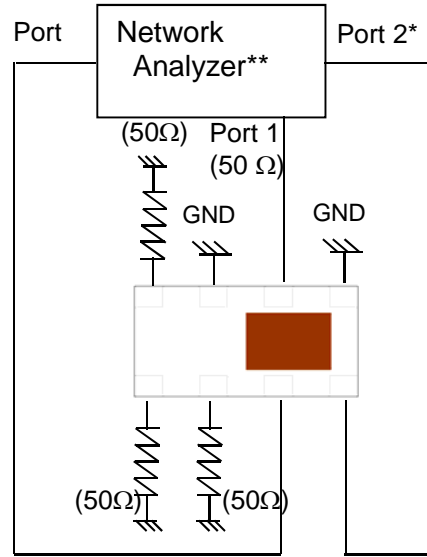 Port
Network
Analyzer**
Port 2*
(50Ω)
Port 1
(50 Ω)
GND
GND
(50Ω)
(50Ω)